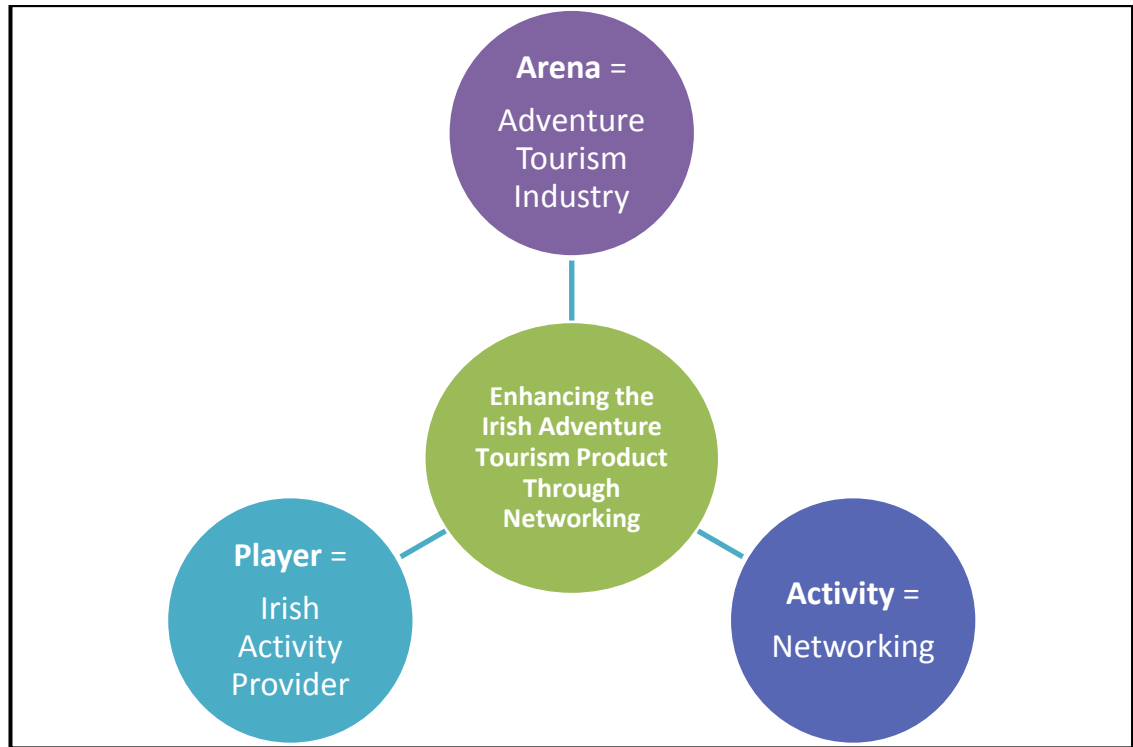 Arena =
Adventure
Tourism
Industry
Enhancing the
Irish Adventure
Tourism Product
Through
Networking
Player =
Irish
Activity
Provider
Activity =
Networking